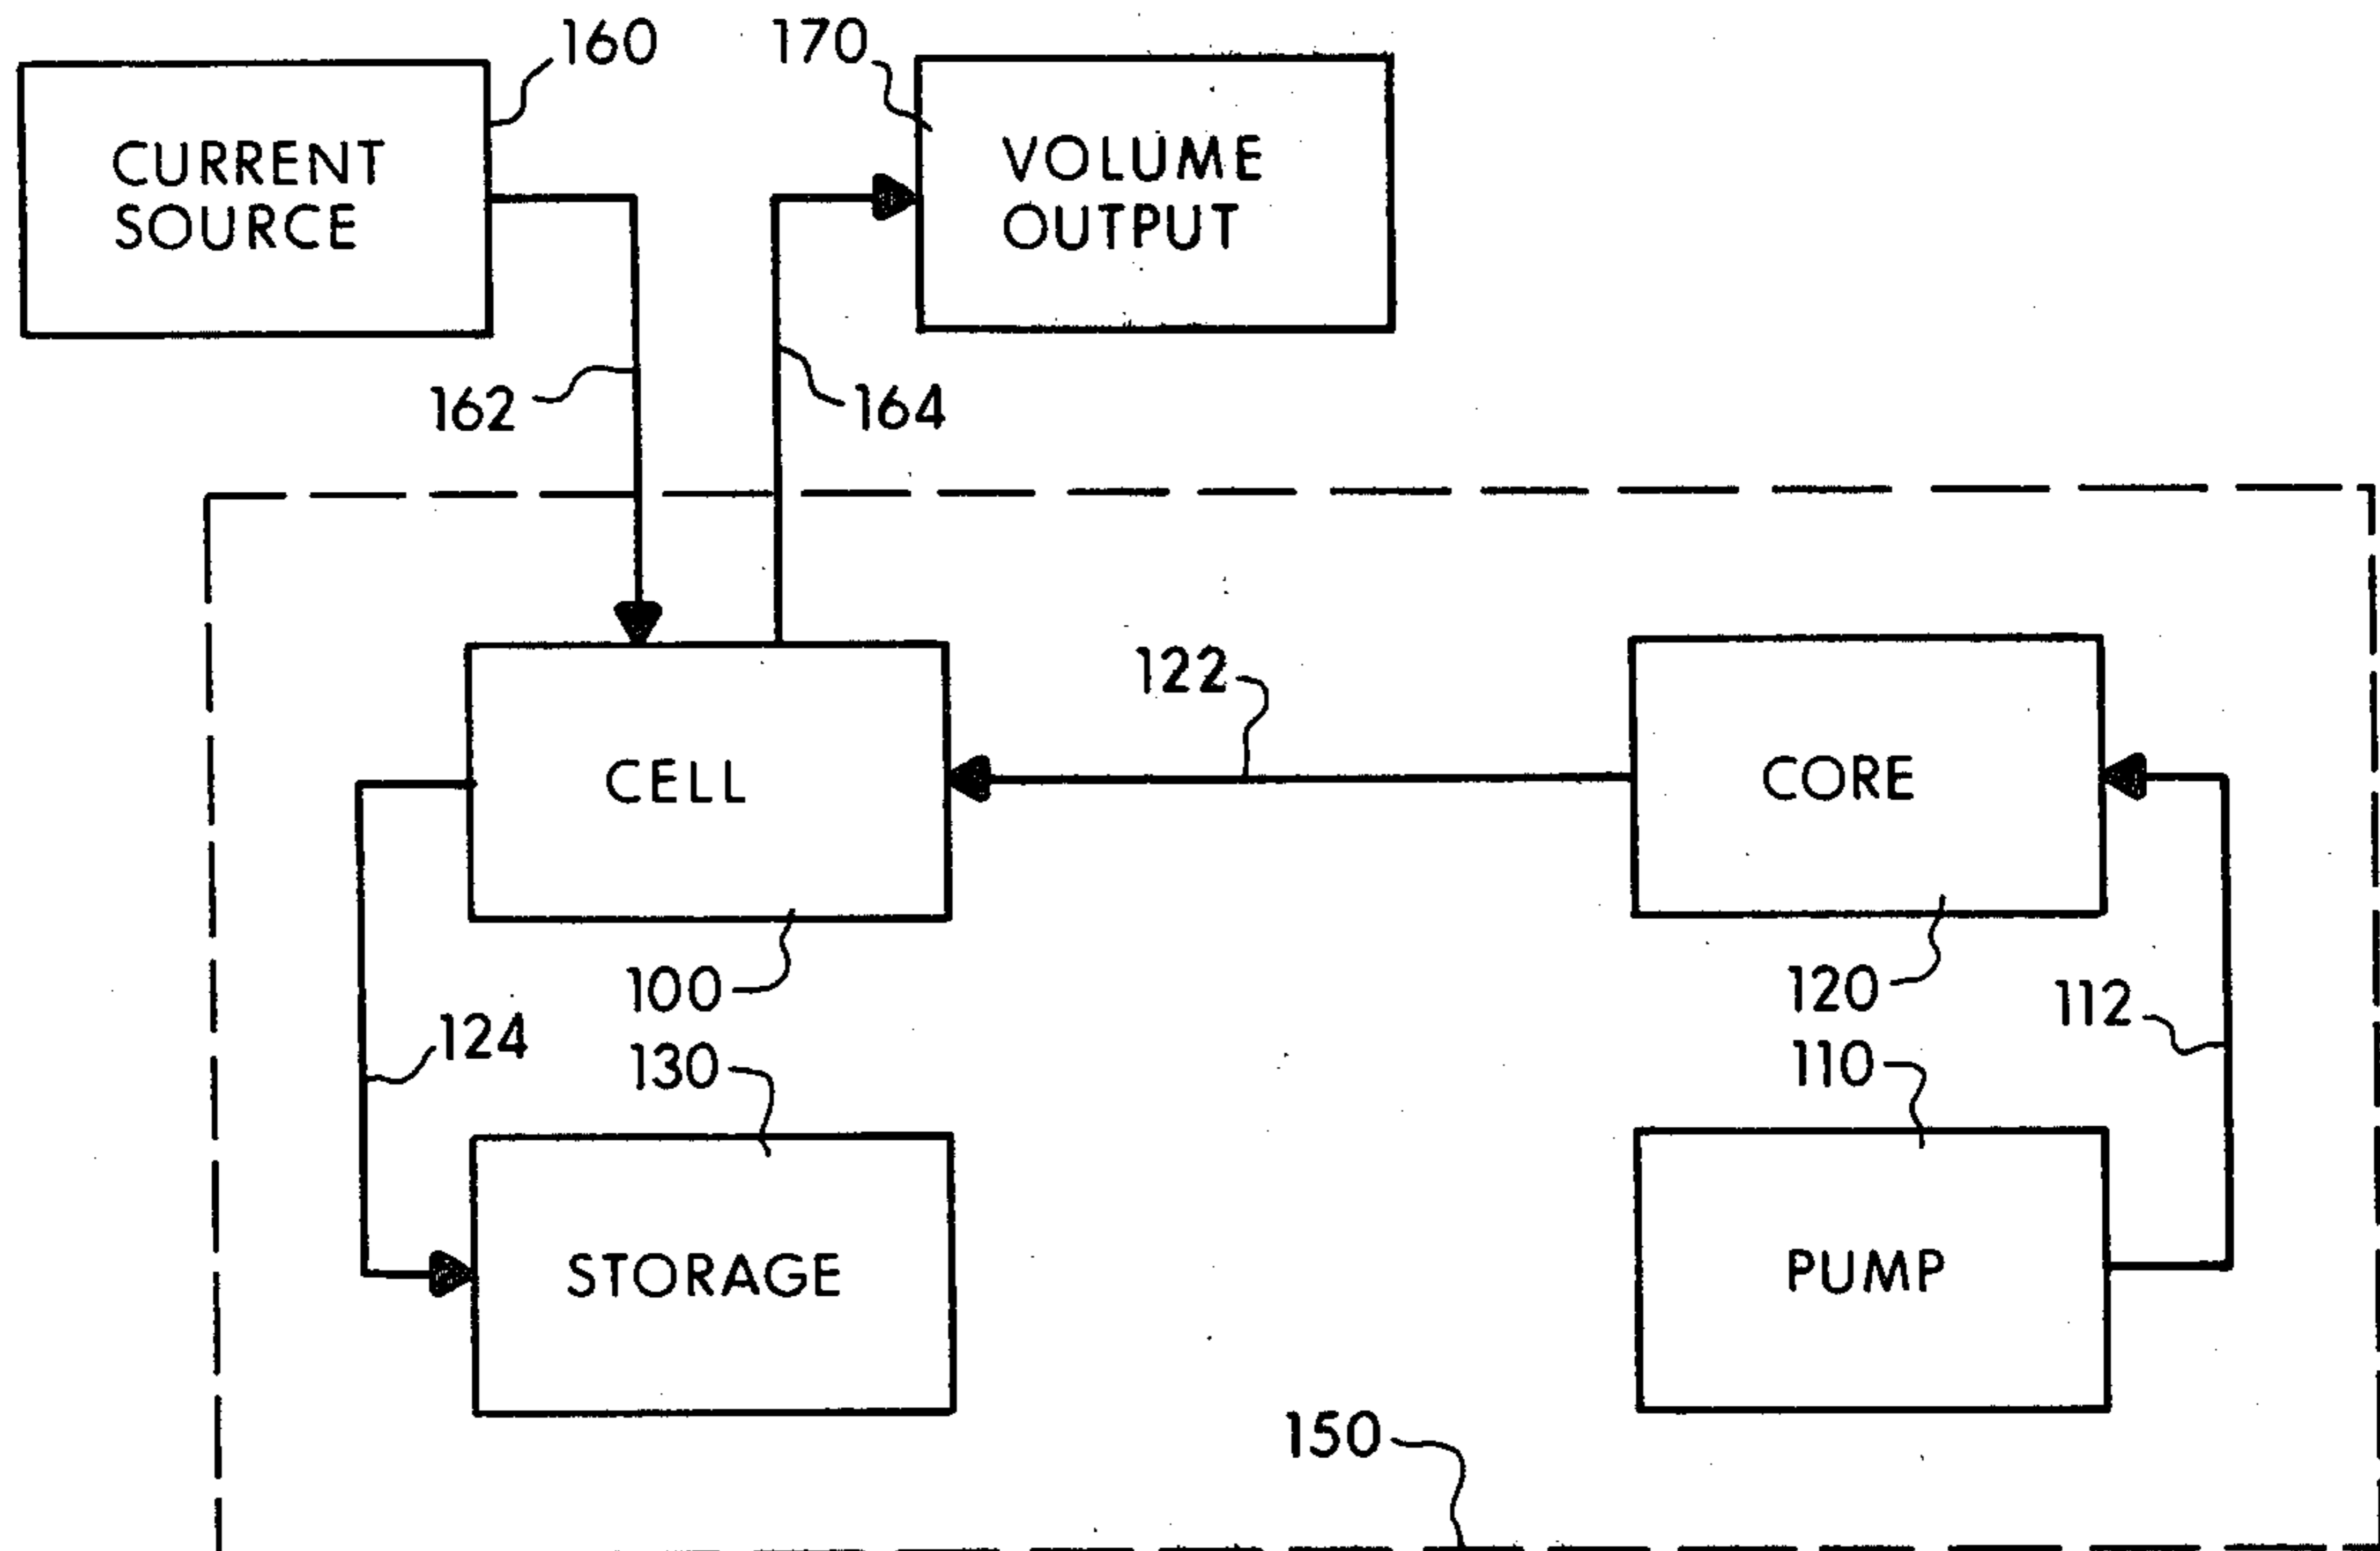 160
170
CURRENT
SOURCE
VOLUME
OUTPUT
162
164
122
CELL
CORE
100
120
112
124
130
110
STORAGE
PUMP
150